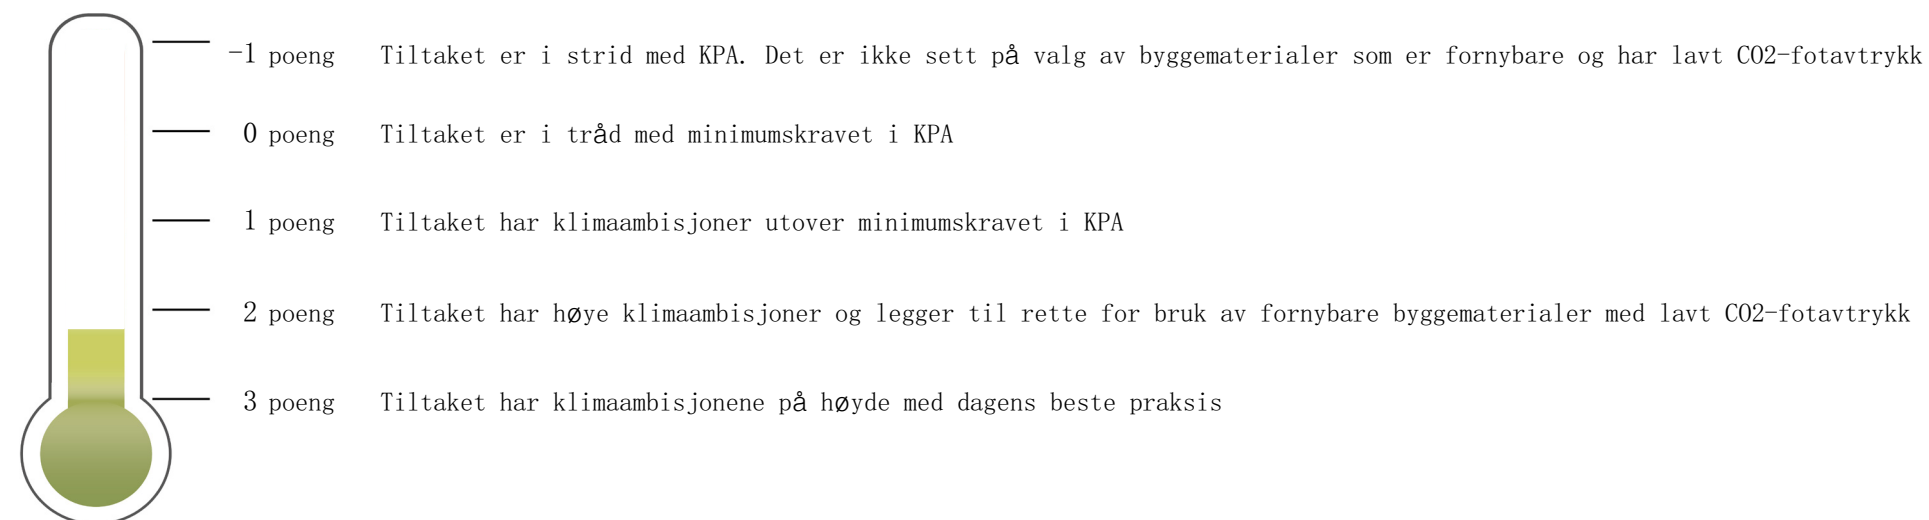 -1 poeng Tiltaket er i strid med KPA. Det er ikke sett på valg av byggematerialer som er fornybare og har lavt CO2-fotavtrykk
0 poeng Tiltaket er i tråd med minimumskravet i KPA
1 poeng Tiltaket har klimaambisjoner utover minimumskravet i KPA
2 poeng Tiltaket har høye klimaambisjoner og legger til rette for bruk av fornybare byggematerialer med lavt CO2-fotavtrykk
3 poeng Tiltaket har klimaambisjonene på høyde med dagens beste praksis